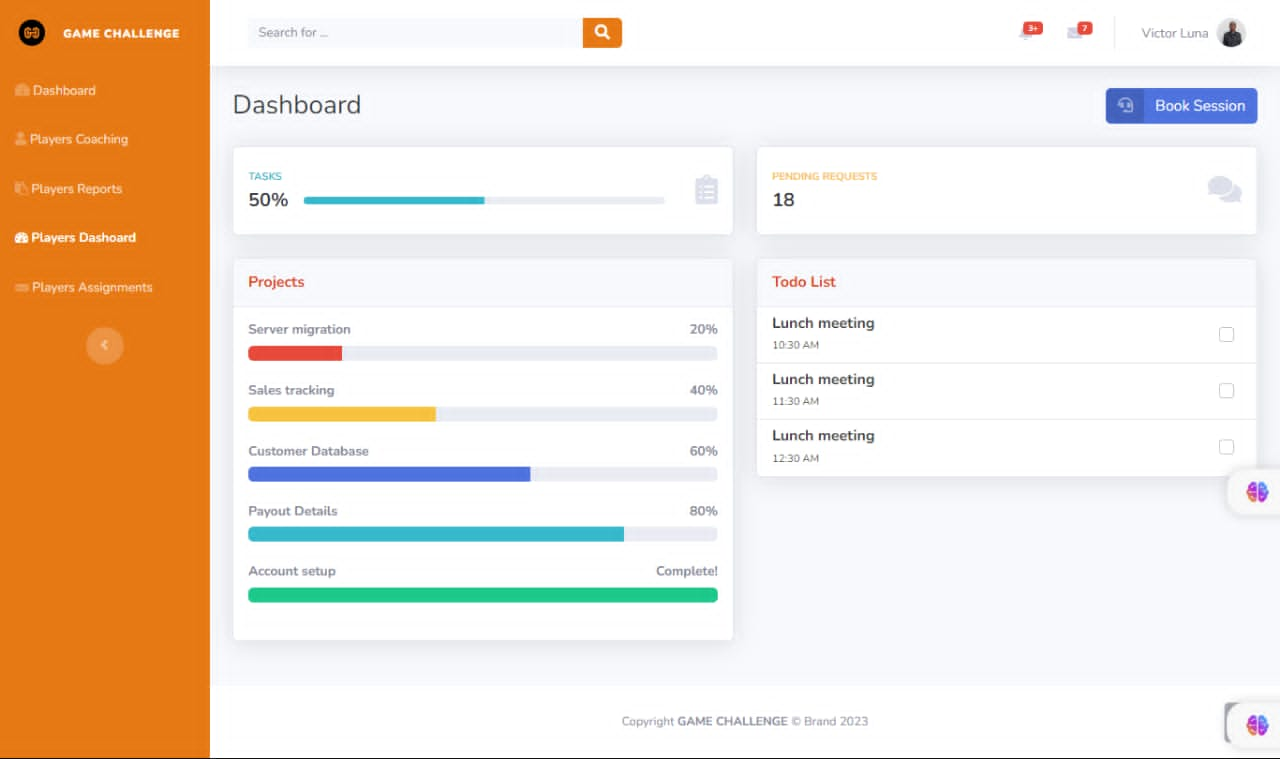 GAME CHALLENGE
Dashboard
Players Coaching
Players Reports
Players Dashoard
Players Assignments
Search for ...
3+
7
Victor Luna
Dashboard
Book Session
TASKS
50%
PENDING REQUESTS
18
Projects
Server migration 20%
Sales tracking 40%
Customer Database 60%
Payout Details 80%
Account setup Complete!
Todo List
Lunch meeting
10:30 AM
Lunch meeting
11:30 AM
Lunch meeting
12:30 AM
Copyright GAME CHALLENGE © Brand 2023